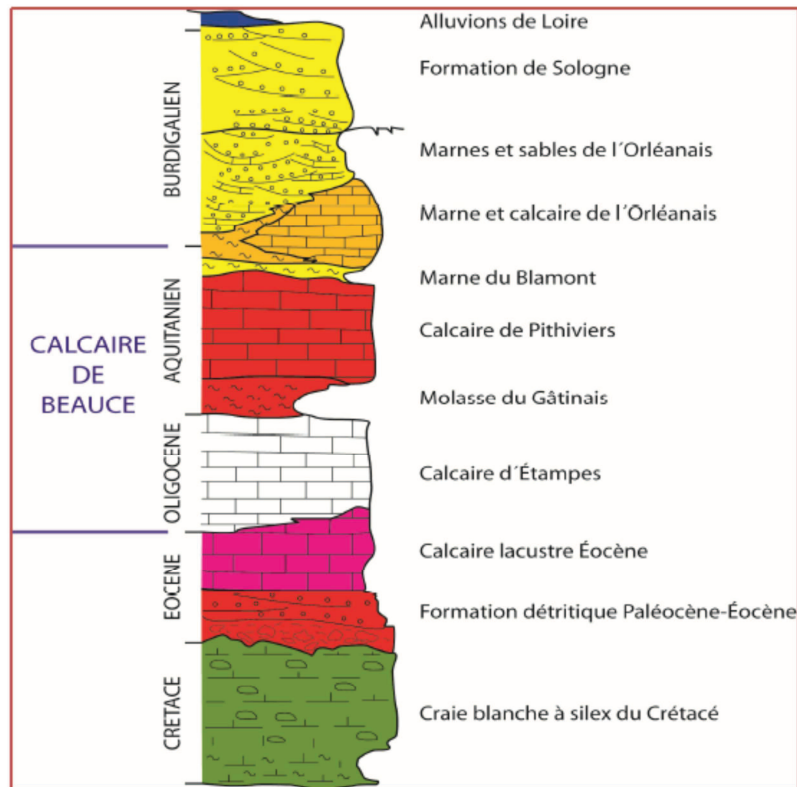 Alluvions de Loire
Formation de Sologne
BURDIGALIEN
Marnes et sables de l´Orléanais
Marne et calcaire de l´Orléanais
Marne du Blamont
CALCAIRE
DE
BEAUCE
AQUITANIEN
Calcaire de Pithiviers
Molasse du Gâtinais
OLIGOCENE
Calcaire d´Étampes
EOCENE
Calcaire lacustre Éocène
Formation détritique Paléocène-Éocène
CRETACE
Craie blanche à silex du Crétacé